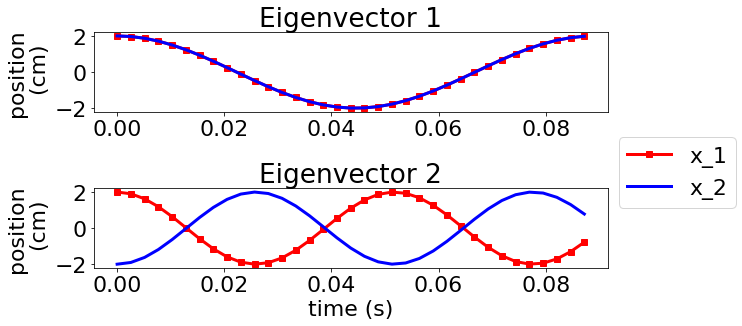 Eigenvector 1
position
(cm)
2
0
−2
0.00 0.02 0.04 0.06 0.08
Eigenvector 2
position
(cm)
2
0
−2
0.00 0.02 0.04 0.06 0.08
time (s)
x_1
x_2